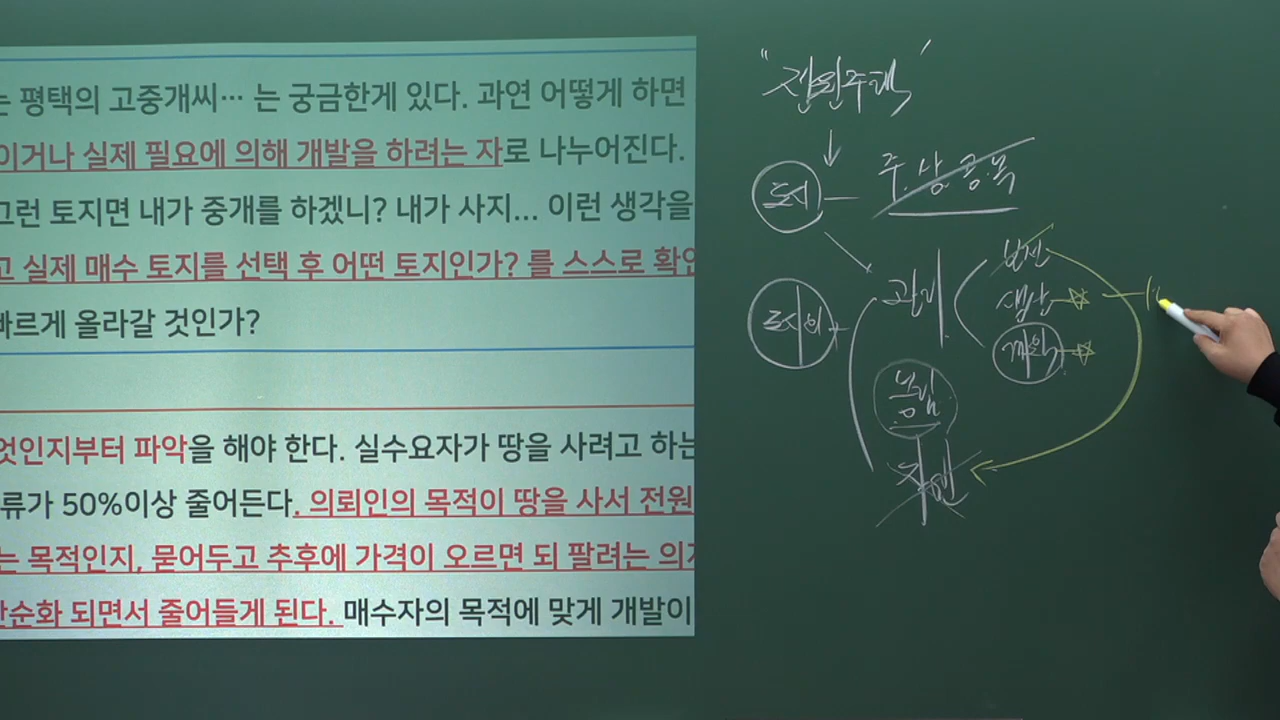 는 평택의 고중개씨… 는 궁금한게 있다. 과연 어떻게 하면
이거나 실제 필요에 의해 개발을 하려는 자로 나누어진다.
그런 토지면 내가 중개를 하겠니? 내가 사지... 이런 생각을
고 실제 매수 토지를 선택 후 어떤 토지인가? 를 스스로 확인
빠르게 올라갈 것인가?
엇인지부터 파악을 해야 한다. 실수요자가 땅을 사려고 하는
류가 50%이상 줄어든다. 의뢰인의 목적이 땅을 사서 전원
는 목적인지, 묻어두고 추후에 가격이 오르면 되 팔려는 의지
단순화 되면서 줄어들게 된다. 매수자의 목적에 맞게 개발이
"전원주택"
토지 주.상.공.녹
보전
관리 생산
토지이 계획
농림
자연